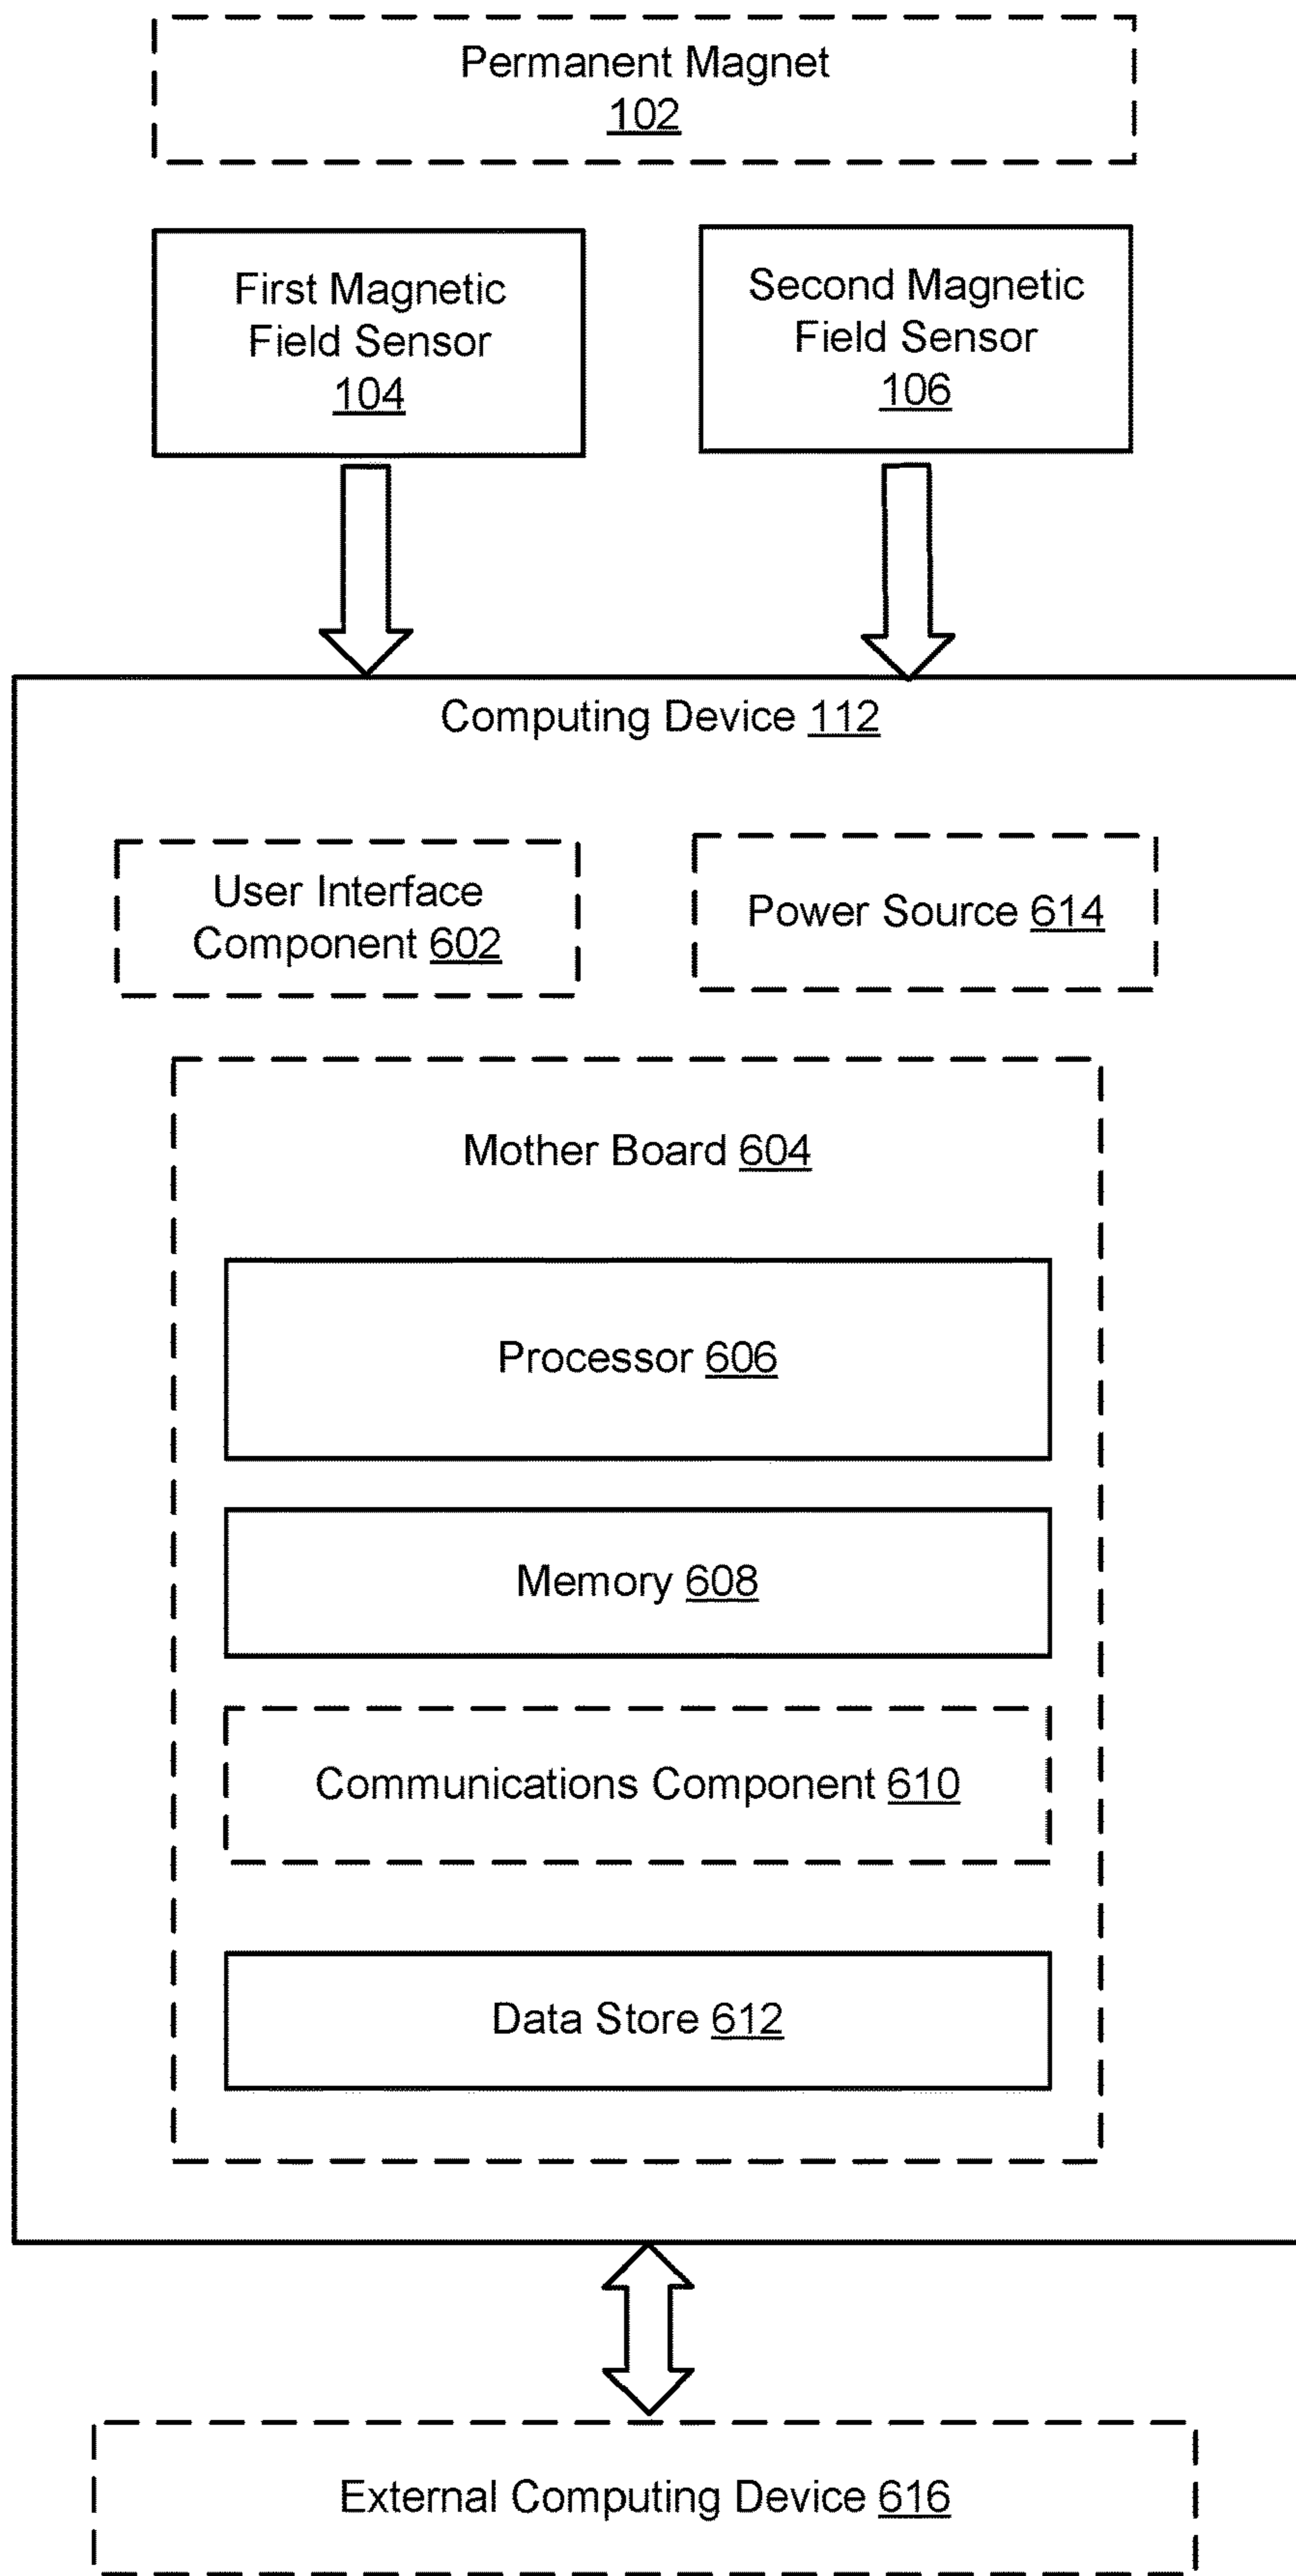 Permanent Magnet
102
First Magnetic
Field Sensor
104
Second Magnetic
Field Sensor
106
Computing Device 112
User Interface
Component 602
Power Source 614
Mother Board 604
Processor 606
Memory 608
Communications Component 610
Data Store 612
External Computing Device 616